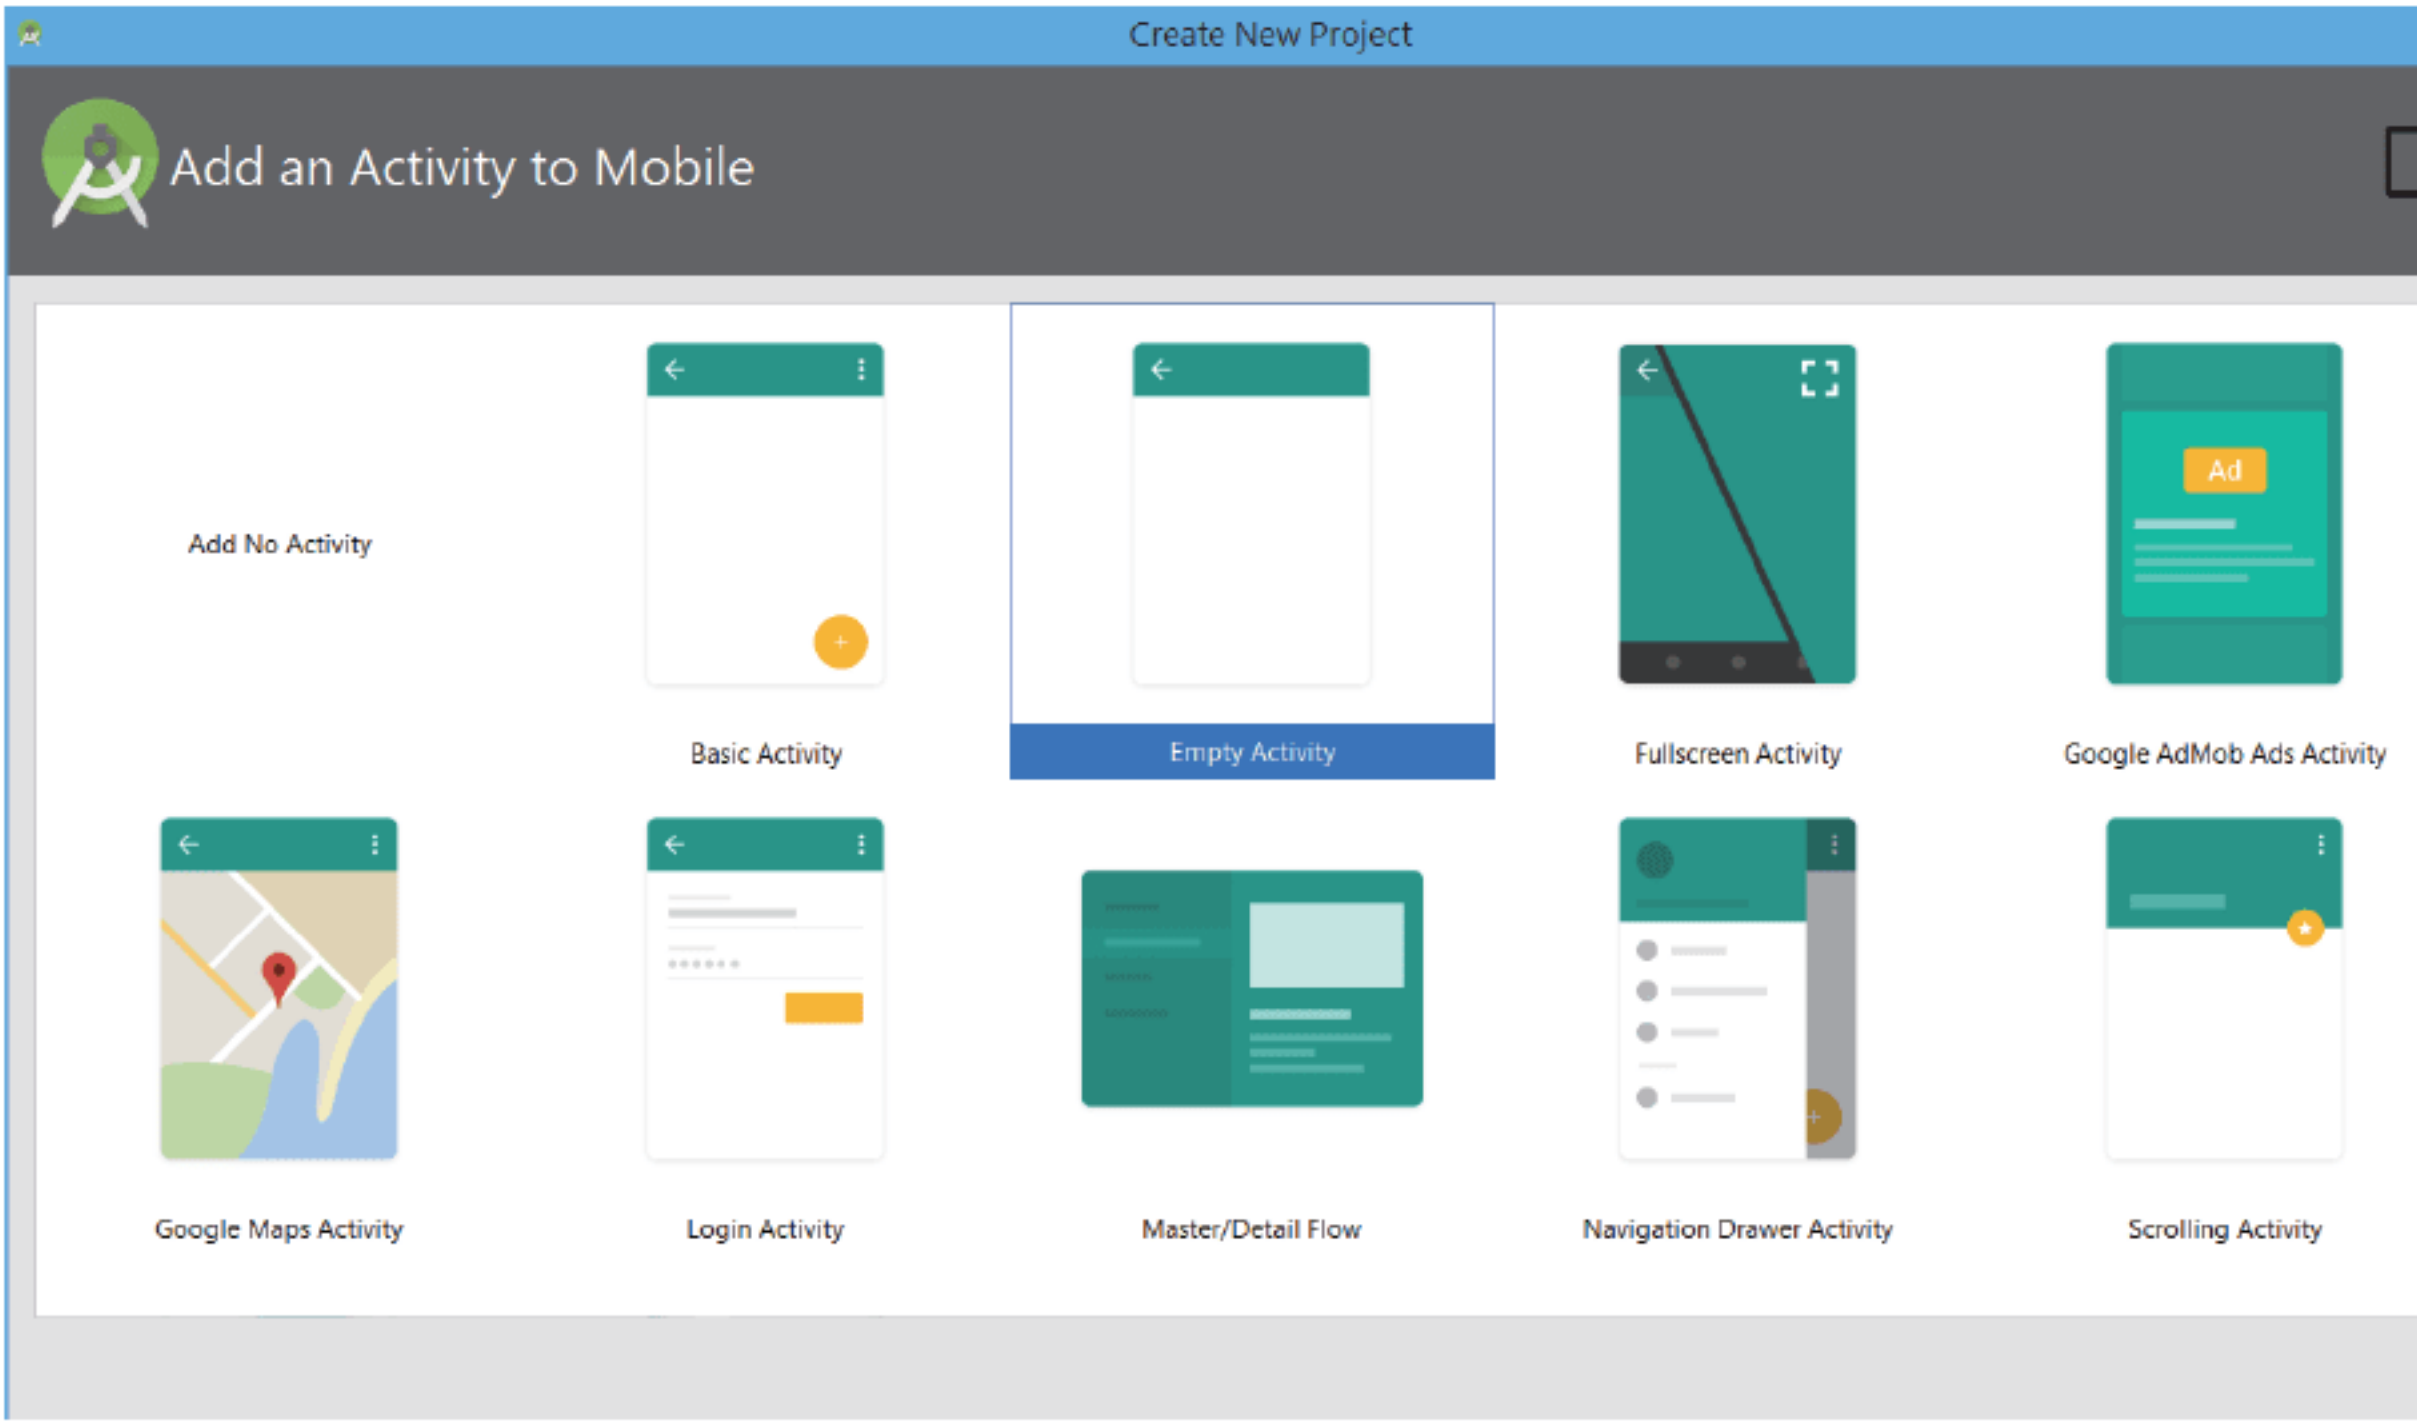 Create New Project
Add an Activity to Mobile
Ad
Add No Activity
Basic Activity
Empty Activity
Fullscreen Activity
Google AdMob Ads Activity
Google Maps Activity
Login Activity
Master/Detail Flow
Navigation Drawer Activity
Scrolling Activity